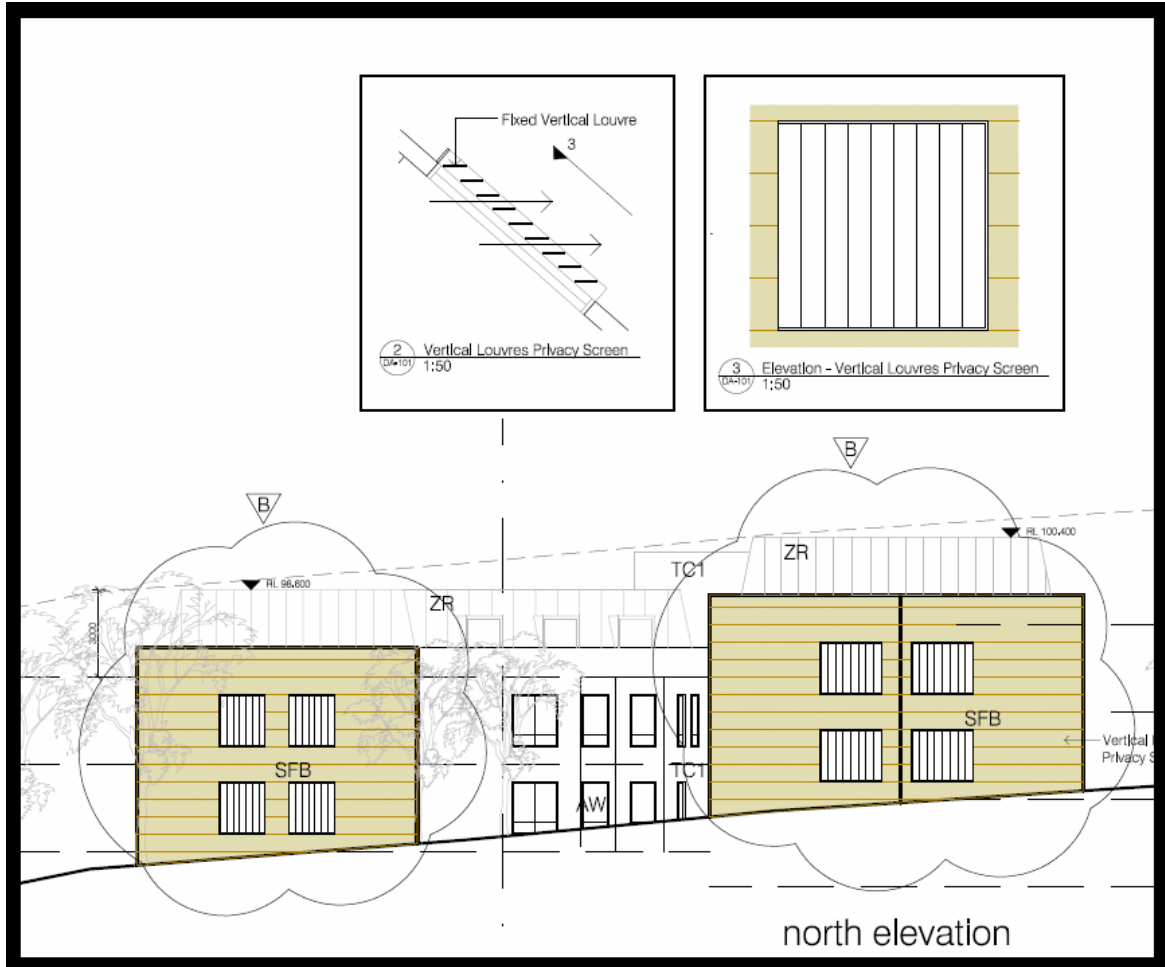 Fixed Vertical Louvre
3
2
DA-101
Vertical Louvres Privacy Screen
1:50
3
DA-101
Elevation - Vertical Louvres Privacy Screen
1:50
B
B
RL 98.600
RL 100.400
ZR
TC1
ZR
3000
SFB
SFB
TC1
AW
Vertical
Privacy S
north elevation